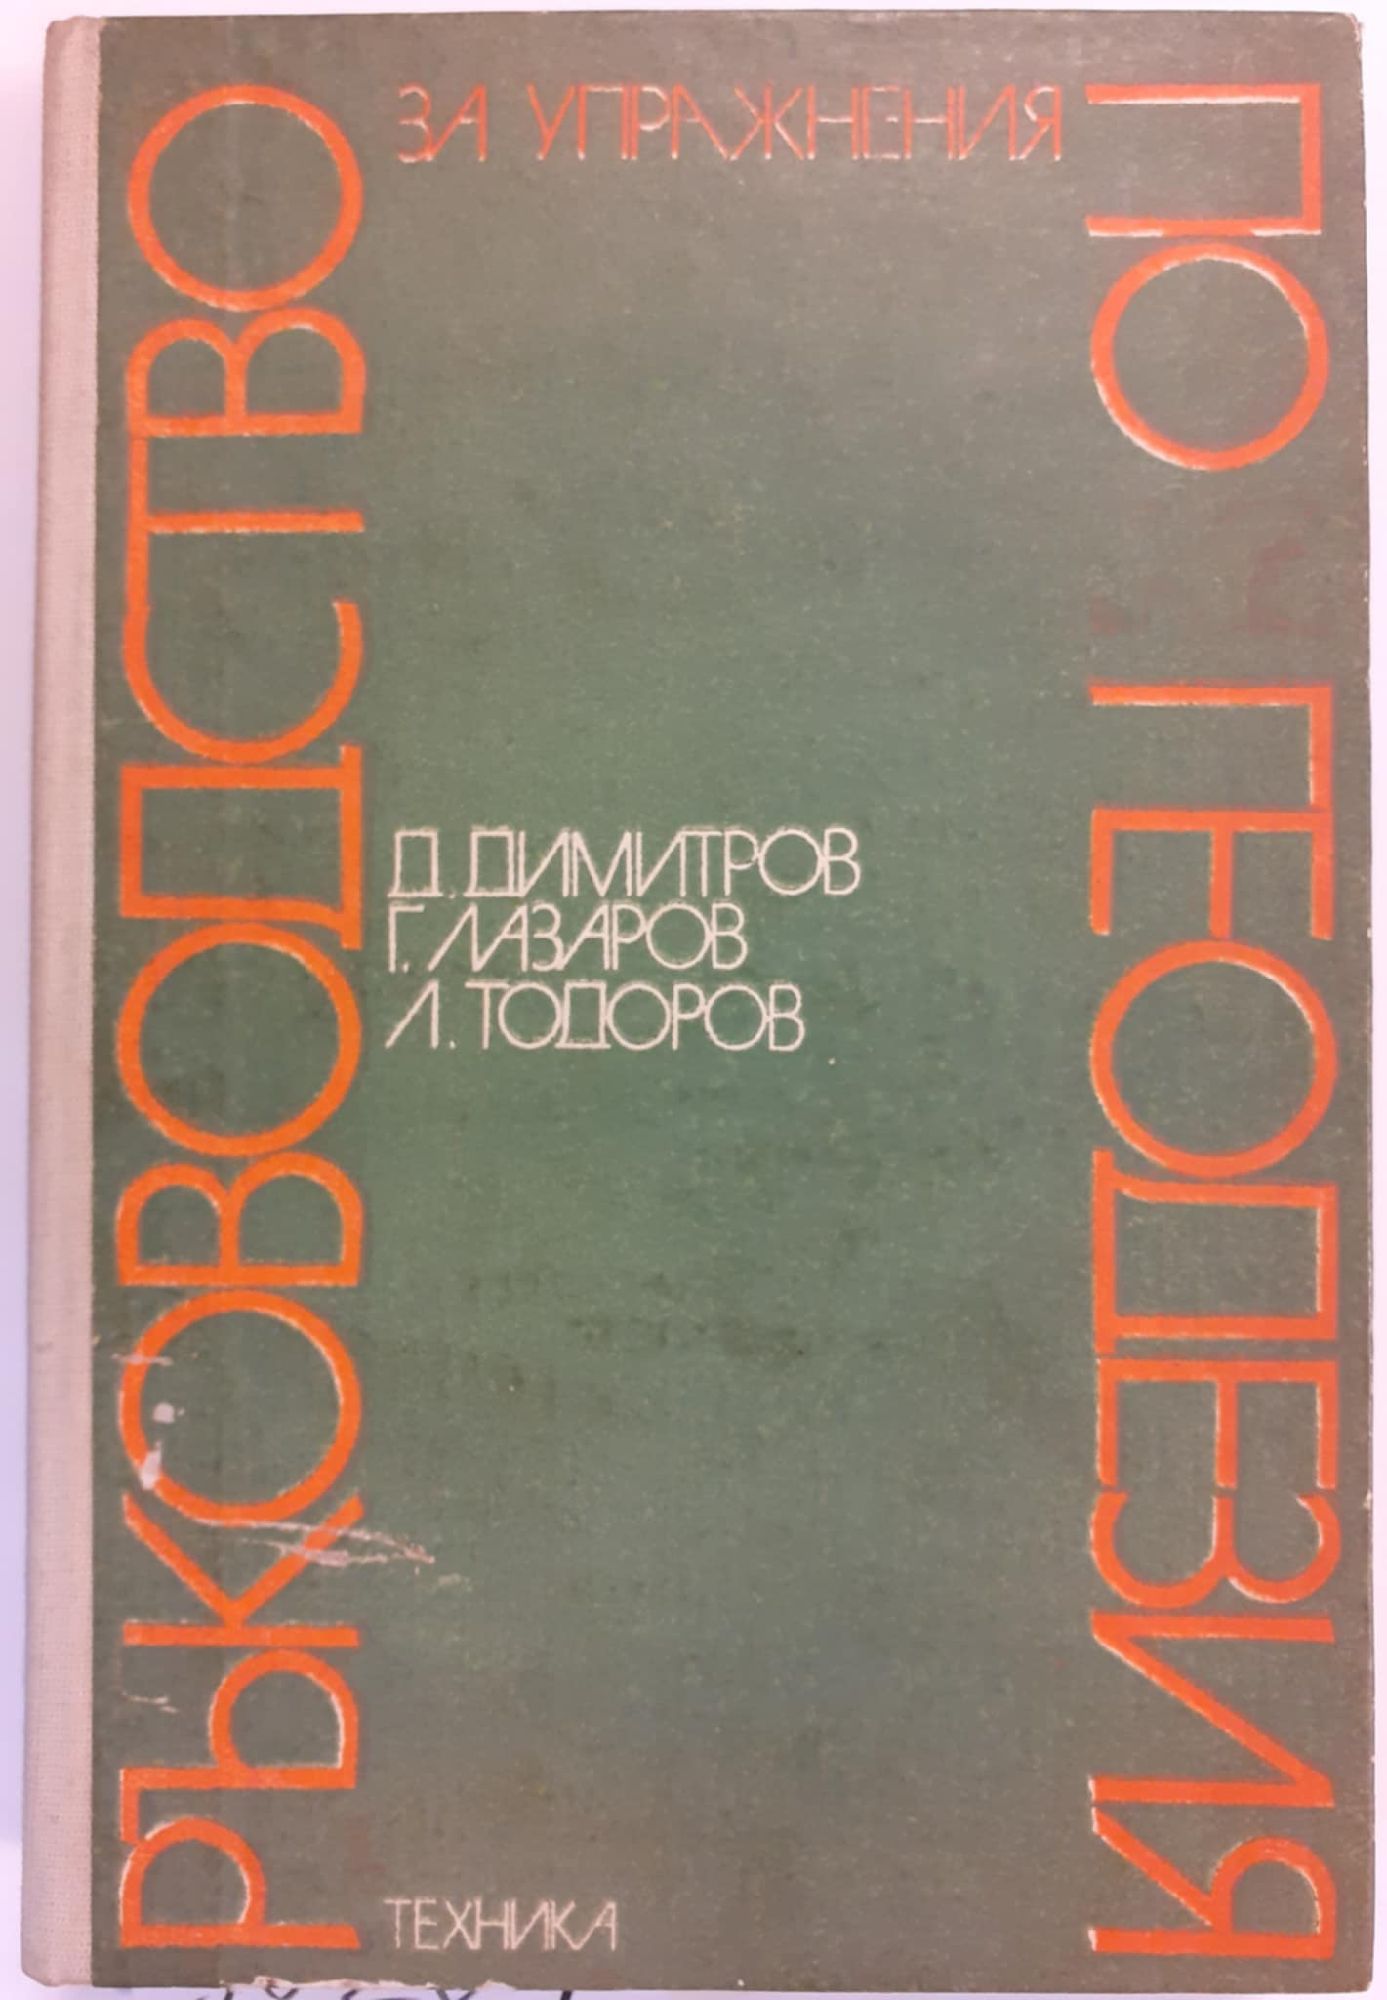 РЪКОВОДСТВО
ЗА УПРАЖНЕНИЯ
ПО ГЕОДЕЗИЯ
Д. ДИМИТРОВ
Г. ЛАЗАРОВ
Л. ТОДОРОВ
ТЕХНИКА